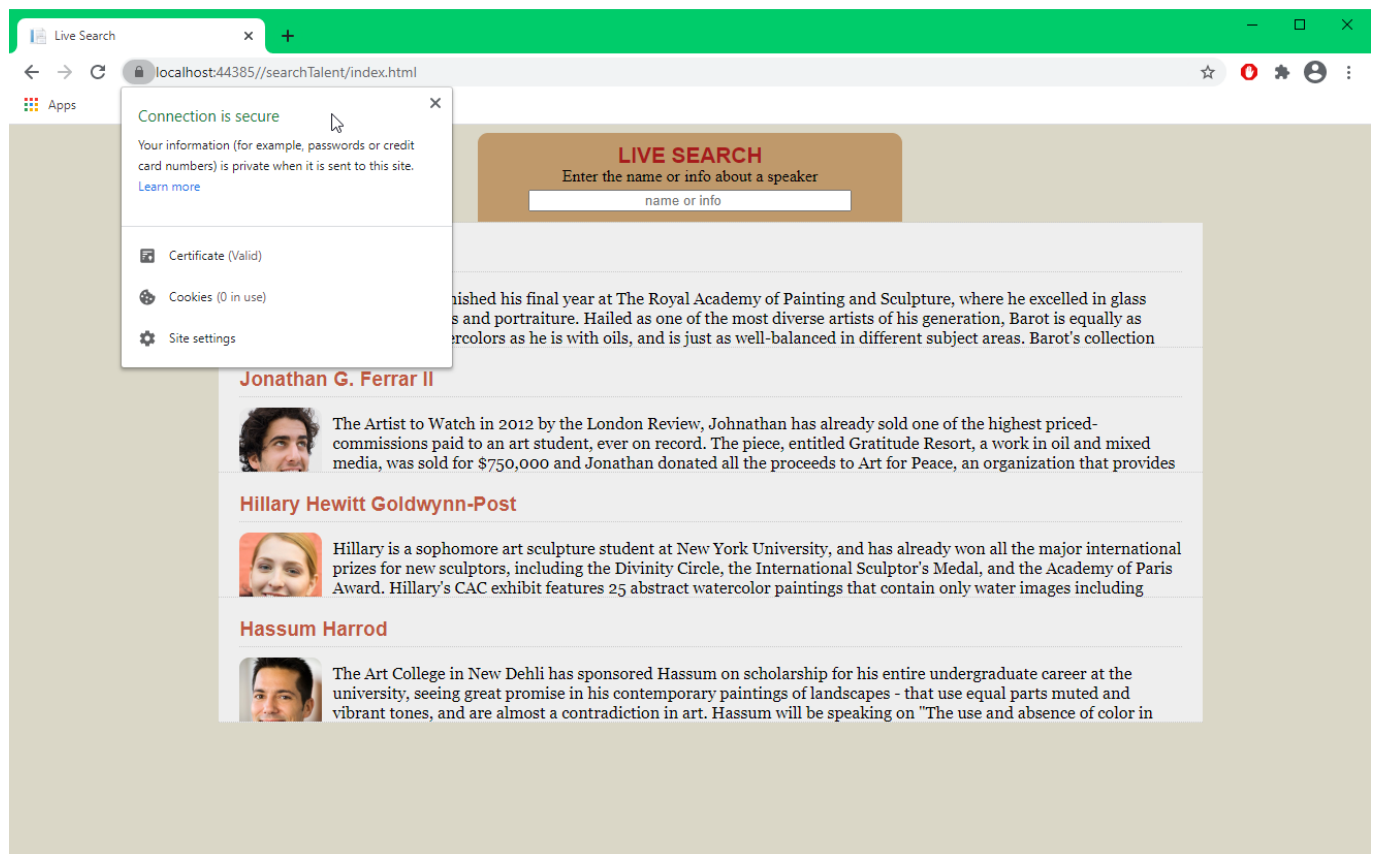 Live Search
localhost:44385//searchTalent/index.html
Apps
Connection is secure
Your information (for example, passwords or credit
card numbers) is private when it is sent to this site.
Learn more
Certificate (Valid)
Cookies (0 in use)
Site settings
LIVE SEARCH
Enter the name or info about a speaker
name or info
ished his final year at The Royal Academy of Painting and Sculpture, where he excelled in glass
s and portraiture. Hailed as one of the most diverse artists of his generation, Barot is equally as
ercolors as he is with oils, and is just as well-balanced in different subject areas. Barot's collection
Jonathan G. Ferrar II
The Artist to Watch in 2012 by the London Review, Johnathan has already sold one of the highest priced-
commissions paid to an art student, ever on record. The piece, entitled Gratitude Resort, a work in oil and mixed
media, was sold for $750,000 and Jonathan donated all the proceeds to Art for Peace, an organization that provides
Hillary Hewitt Goldwynn-Post
Hillary is a sophomore art sculpture student at New York University, and has already won all the major international
prizes for new sculptors, including the Divinity Circle, the International Sculptor's Medal, and the Academy of Paris
Award. Hillary's CAC exhibit features 25 abstract watercolor paintings that contain only water images including
Hassum Harrod
The Art College in New Dehli has sponsored Hassum on scholarship for his entire undergraduate career at the
university, seeing great promise in his contemporary paintings of landscapes - that use equal parts muted and
vibrant tones, and are almost a contradiction in art. Hassum will be speaking on "The use and absence of color in